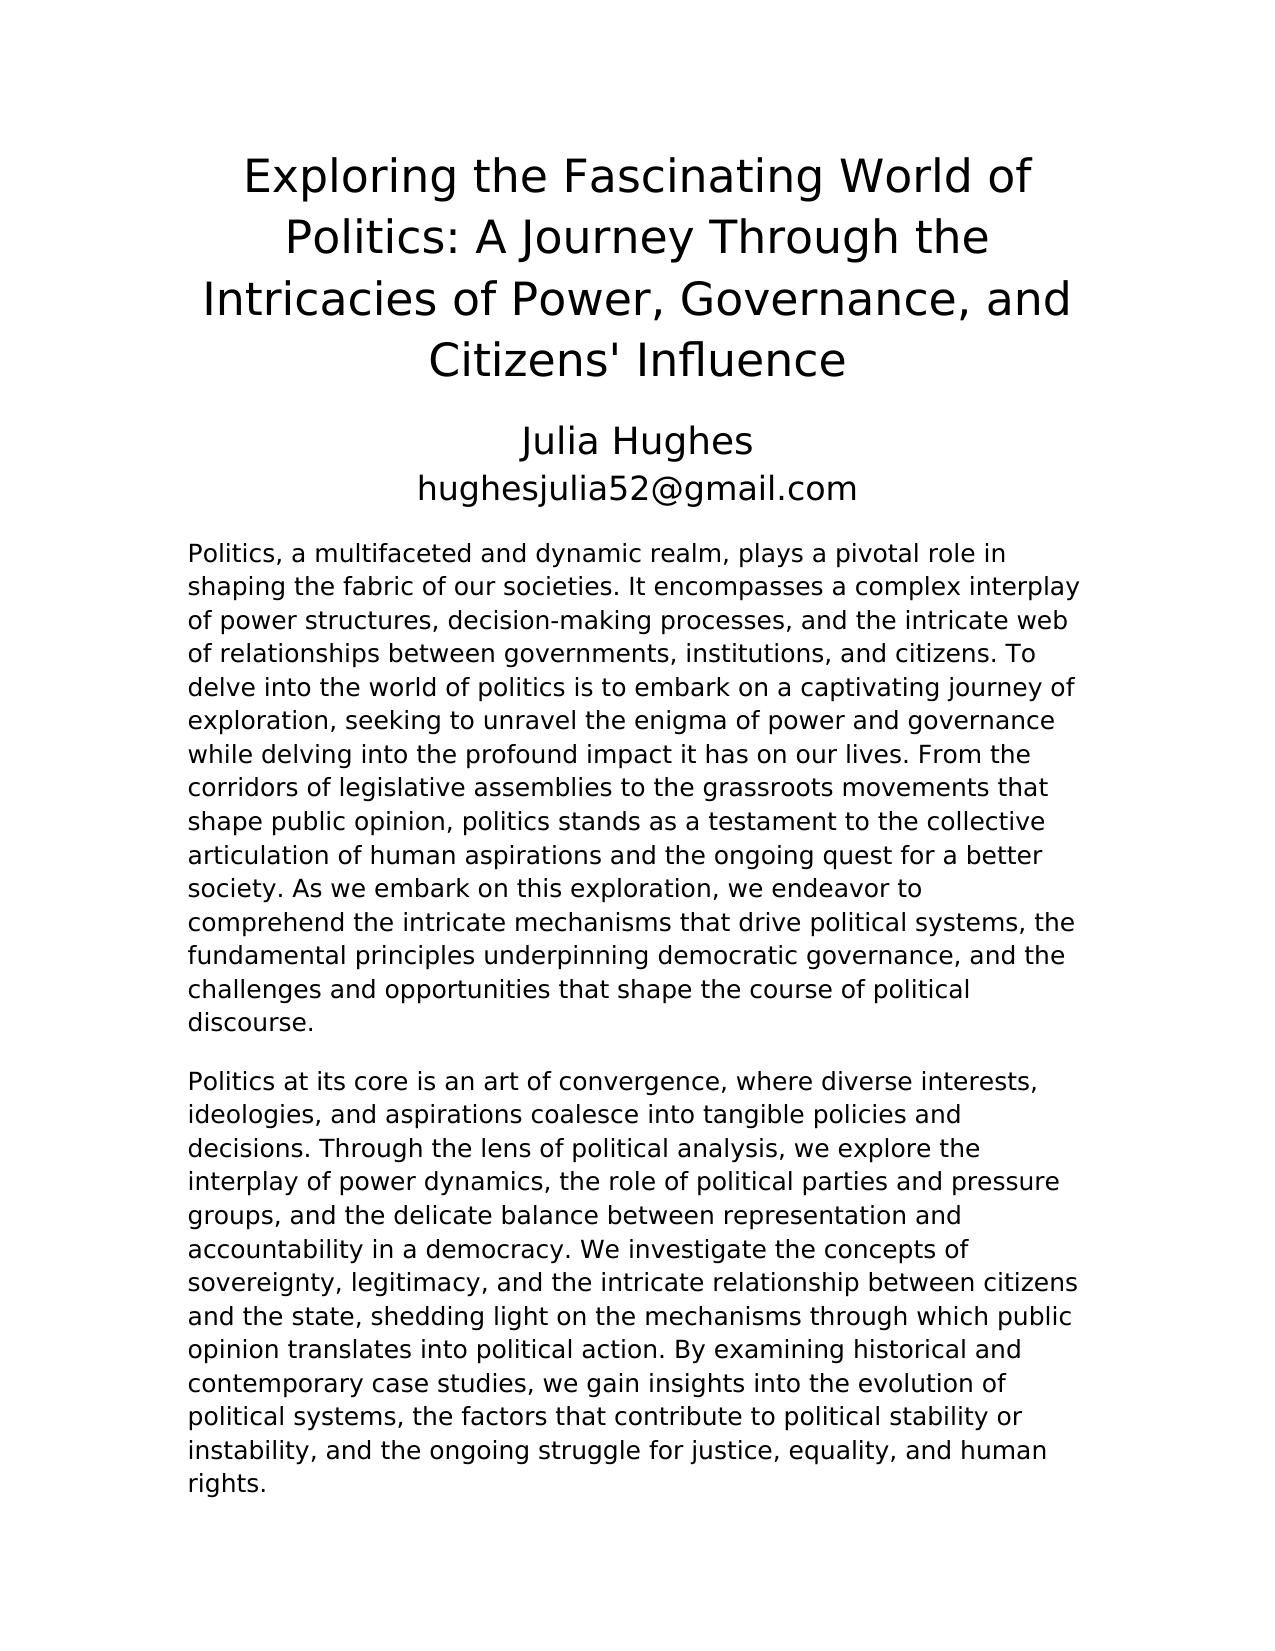 Exploring the Fascinating World of
Politics: A Journey Through the
Intricacies of Power, Governance, and
Citizens' Influence
Julia Hughes
hughesjulia52@gmail.com
Politics, a multifaceted and dynamic realm, plays a pivotal role in
shaping the fabric of our societies. It encompasses a complex interplay
of power structures, decision-making processes, and the intricate web
of relationships between governments, institutions, and citizens. To
delve into the world of politics is to embark on a captivating journey of
exploration, seeking to unravel the enigma of power and governance
while delving into the profound impact it has on our lives. From the
corridors of legislative assemblies to the grassroots movements that
shape public opinion, politics stands as a testament to the collective
articulation of human aspirations and the ongoing quest for a better
society. As we embark on this exploration, we endeavor to
comprehend the intricate mechanisms that drive political systems, the
fundamental principles underpinning democratic governance, and the
challenges and opportunities that shape the course of political
discourse.
Politics at its core is an art of convergence, where diverse interests,
ideologies, and aspirations coalesce into tangible policies and
decisions. Through the lens of political analysis, we explore the
interplay of power dynamics, the role of political parties and pressure
groups, and the delicate balance between representation and
accountability in a democracy. We investigate the concepts of
sovereignty, legitimacy, and the intricate relationship between citizens
and the state, shedding light on the mechanisms through which public
opinion translates into political action. By examining historical and
contemporary case studies, we gain insights into the evolution of
political systems, the factors that contribute to political stability or
instability, and the ongoing struggle for justice, equality, and human
rights.